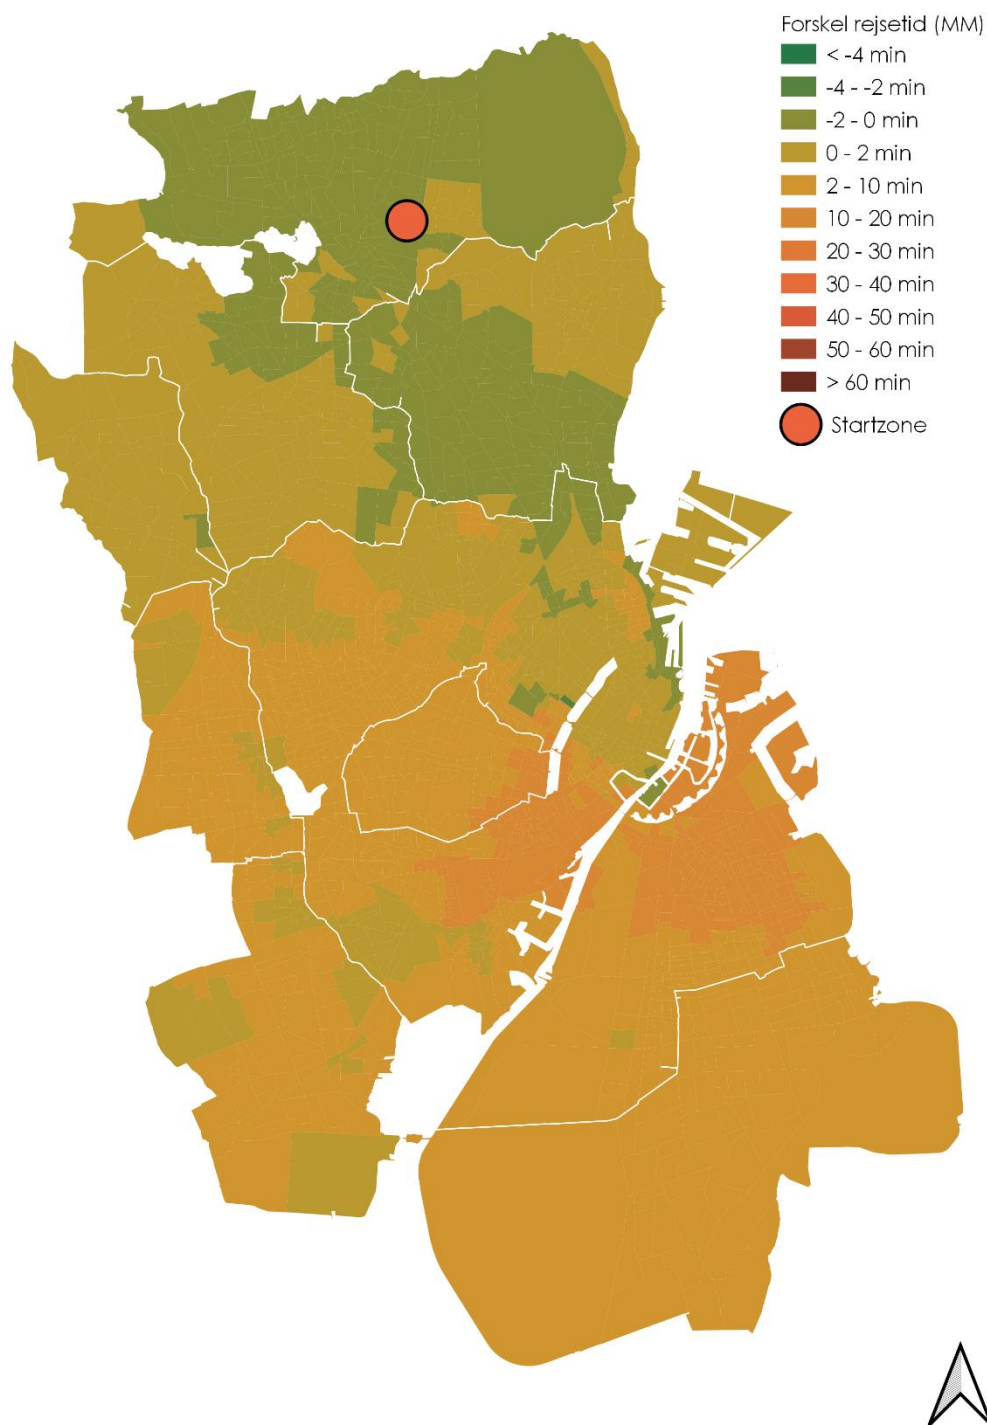 Forskel rejsetid (MM)
< -4 min
-4 - -2 min
-2 - 0 min
0 - 2 min
2 - 10 min
10 - 20 min
20 - 30 min
30 - 40 min
40 - 50 min
50 - 60 min
> 60 min
Startzone